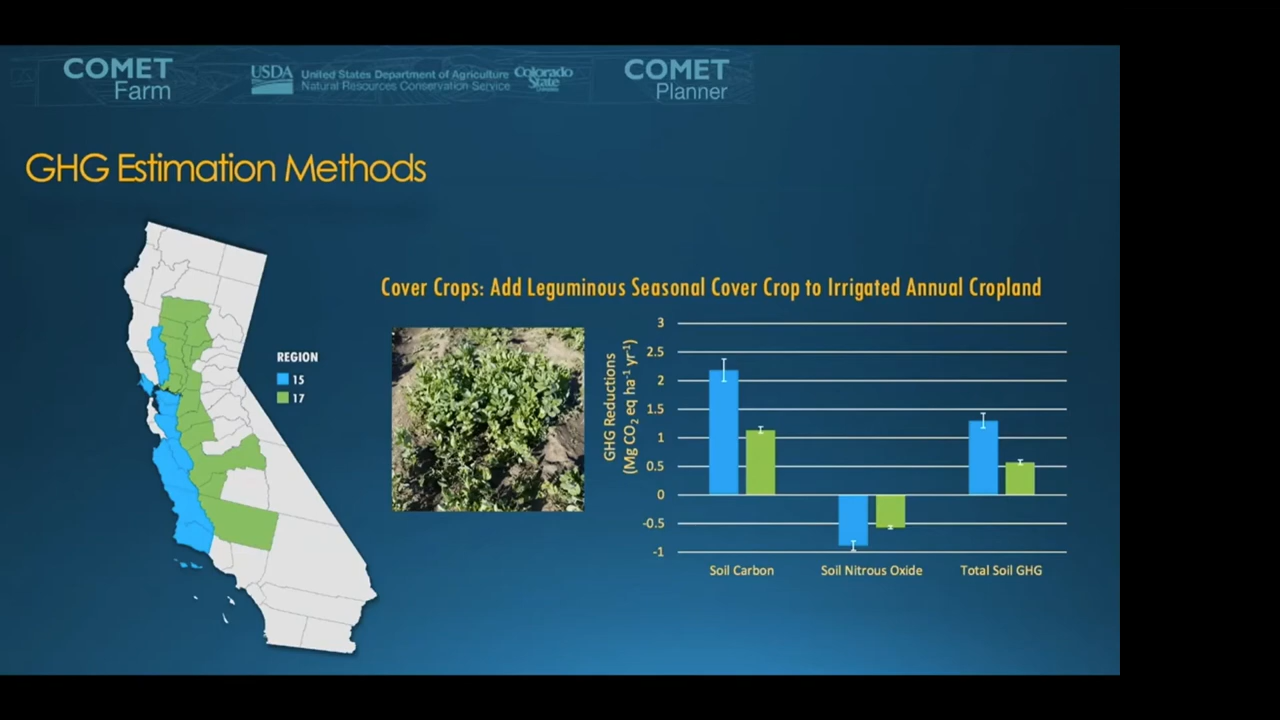 COMET
Farm
USDA
United States Department of Agriculture
Natural Resources Conservation Service
Colorado
State
COMET
Planner
GHG Estimation Methods
REGION
15
17
Cover Crops: Add Leguminous Seasonal Cover Crop to Irrigated Annual Cropland
GHG Reductions
(Mg CO₂ eq ha⁻¹ yr⁻¹)
3
2.5
2
1.5
1
0.5
0
-0.5
-1
Soil Carbon
Soil Nitrous Oxide
Total Soil GHG